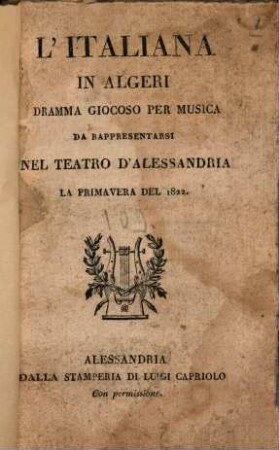 L'ITALIANA
IN ALGERI
DRAMMA GIOCOSO PER MUSICA
DA RAPPRESENTARSI
NEL TEATRO D'ALESSANDRIA
LA PRIMAVERA DEL 1822.
ALESSANDRIA
DALLA STAMPERIA DI LUIGI CAPRIOLO
Con permissione.